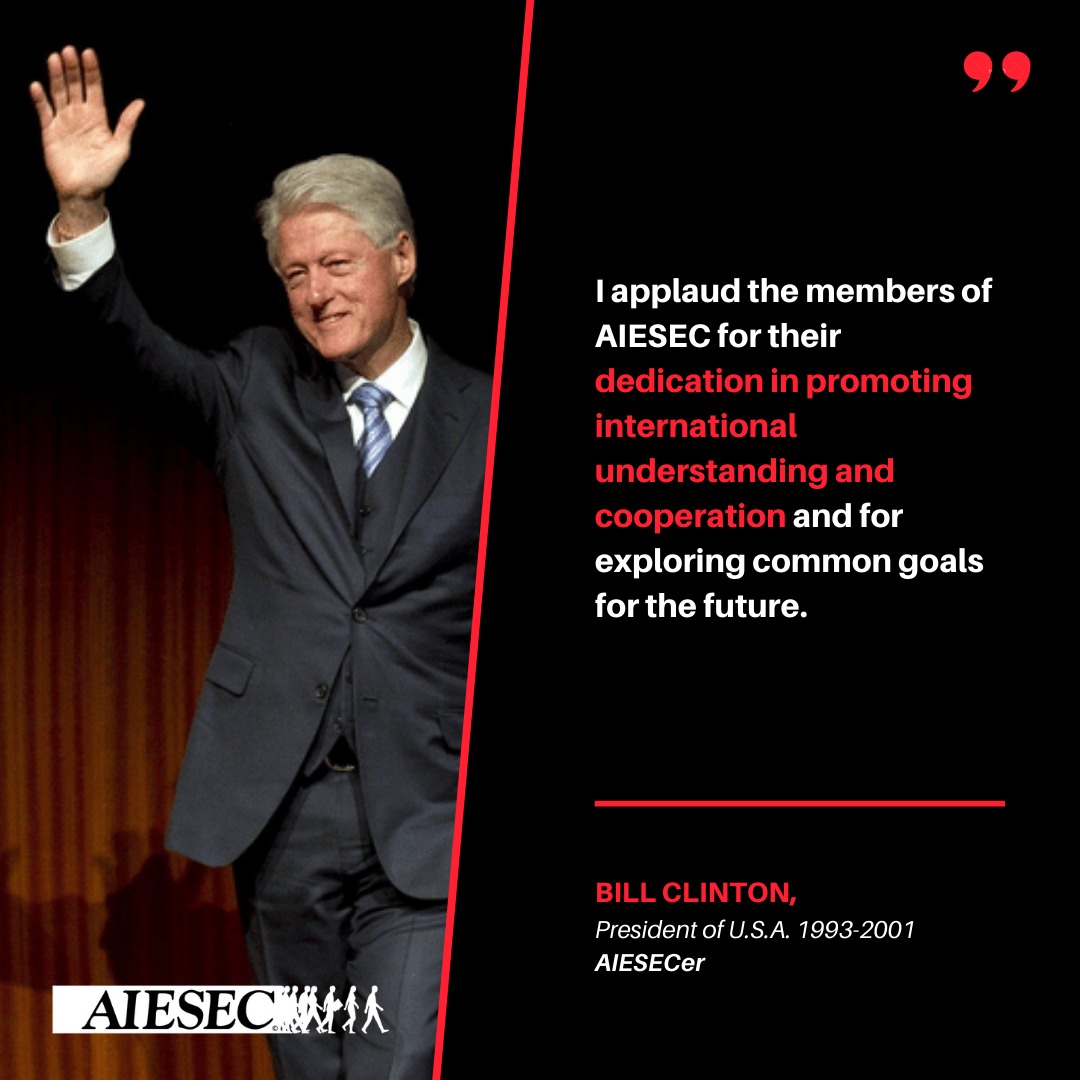 ”
I applaud the members of
AIESEC for their
dedication in promoting
international
understanding and
cooperation and for
exploring common goals
for the future.
BILL CLINTON,
President of U.S.A. 1993-2001
AIESECer
AIESEC